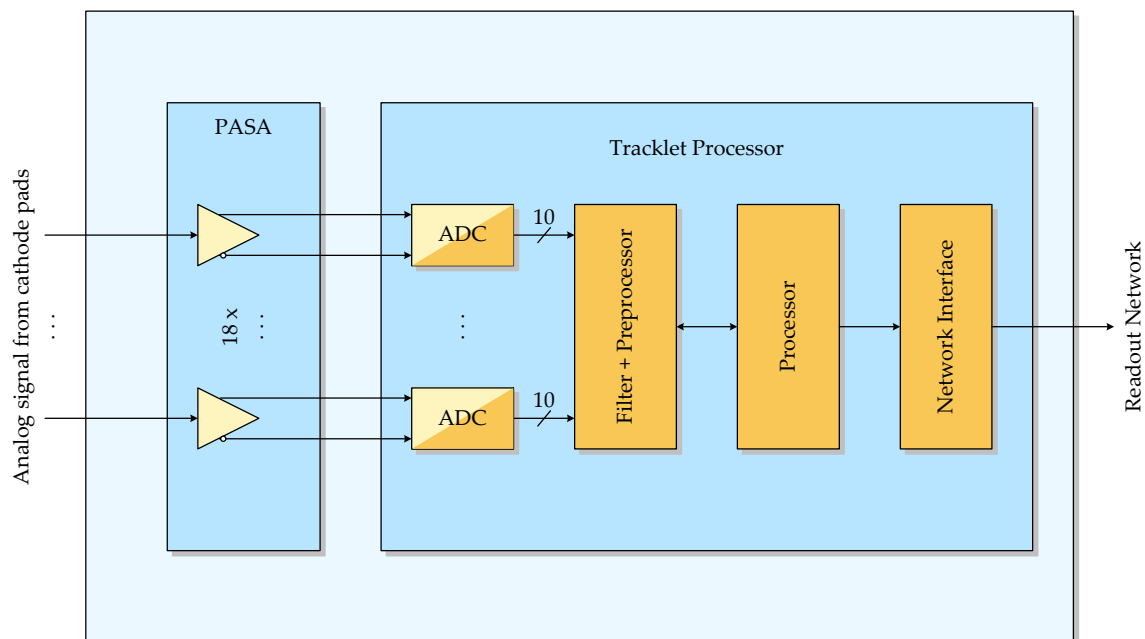 Analog signal from cathode pads
. . .
PASA
18 x
. . .
Tracklet Processor
ADC
. . .
ADC
10
10
Filter + Preprocessor
Processor
Network Interface
Readout Network